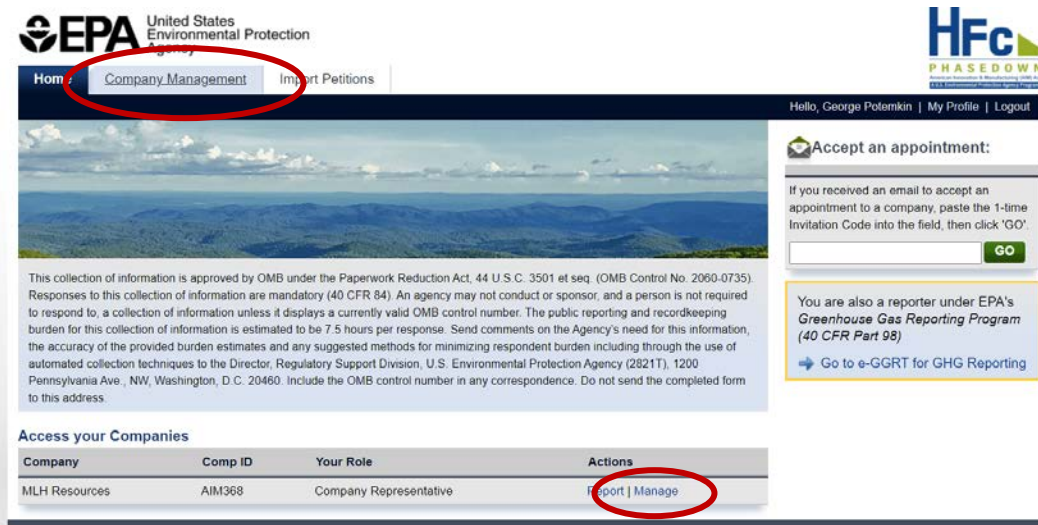 EPA
United States
Environmental Protection
Agency
HFC
PHASEDOWN
Home Company Management Import Petitions
Hello, George Potemkin | My Profile | Logout
Accept an appointment:
If you received an email to accept an
appointment to a company, paste the 1-time
Invitation Code into the field, then click 'GO'.
GO
This collection of information is approved by OMB under the Paperwork Reduction Act, 44 U.S.C. 3501 et seq. (OMB Control No. 2060-0735).
Responses to this collection of information are mandatory (40 CFR 84). An agency may not conduct or sponsor, and a person is not required
to respond to, a collection of information unless it displays a currently valid OMB control number. The public reporting and recordkeeping
burden for this collection of information is estimated to be 7.5 hours per response. Send comments on the Agency's need for this information,
the accuracy of the provided burden estimates and any suggested methods for minimizing respondent burden including through the use of
automated collection techniques to the Director, Regulatory Support Division, U.S. Environmental Protection Agency (2821T), 1200
Pennsylvania Ave., NW, Washington, D.C. 20460. Include the OMB control number in any correspondence. Do not send the completed form
to this address.
You are also a reporter under EPA's
Greenhouse Gas Reporting Program
(40 CFR Part 98)
Go to e-GGRT for GHG Reporting
Access your Companies
Company Comp ID Your Role Actions
MLH Resources AIM368 Company Representative Report | Manage